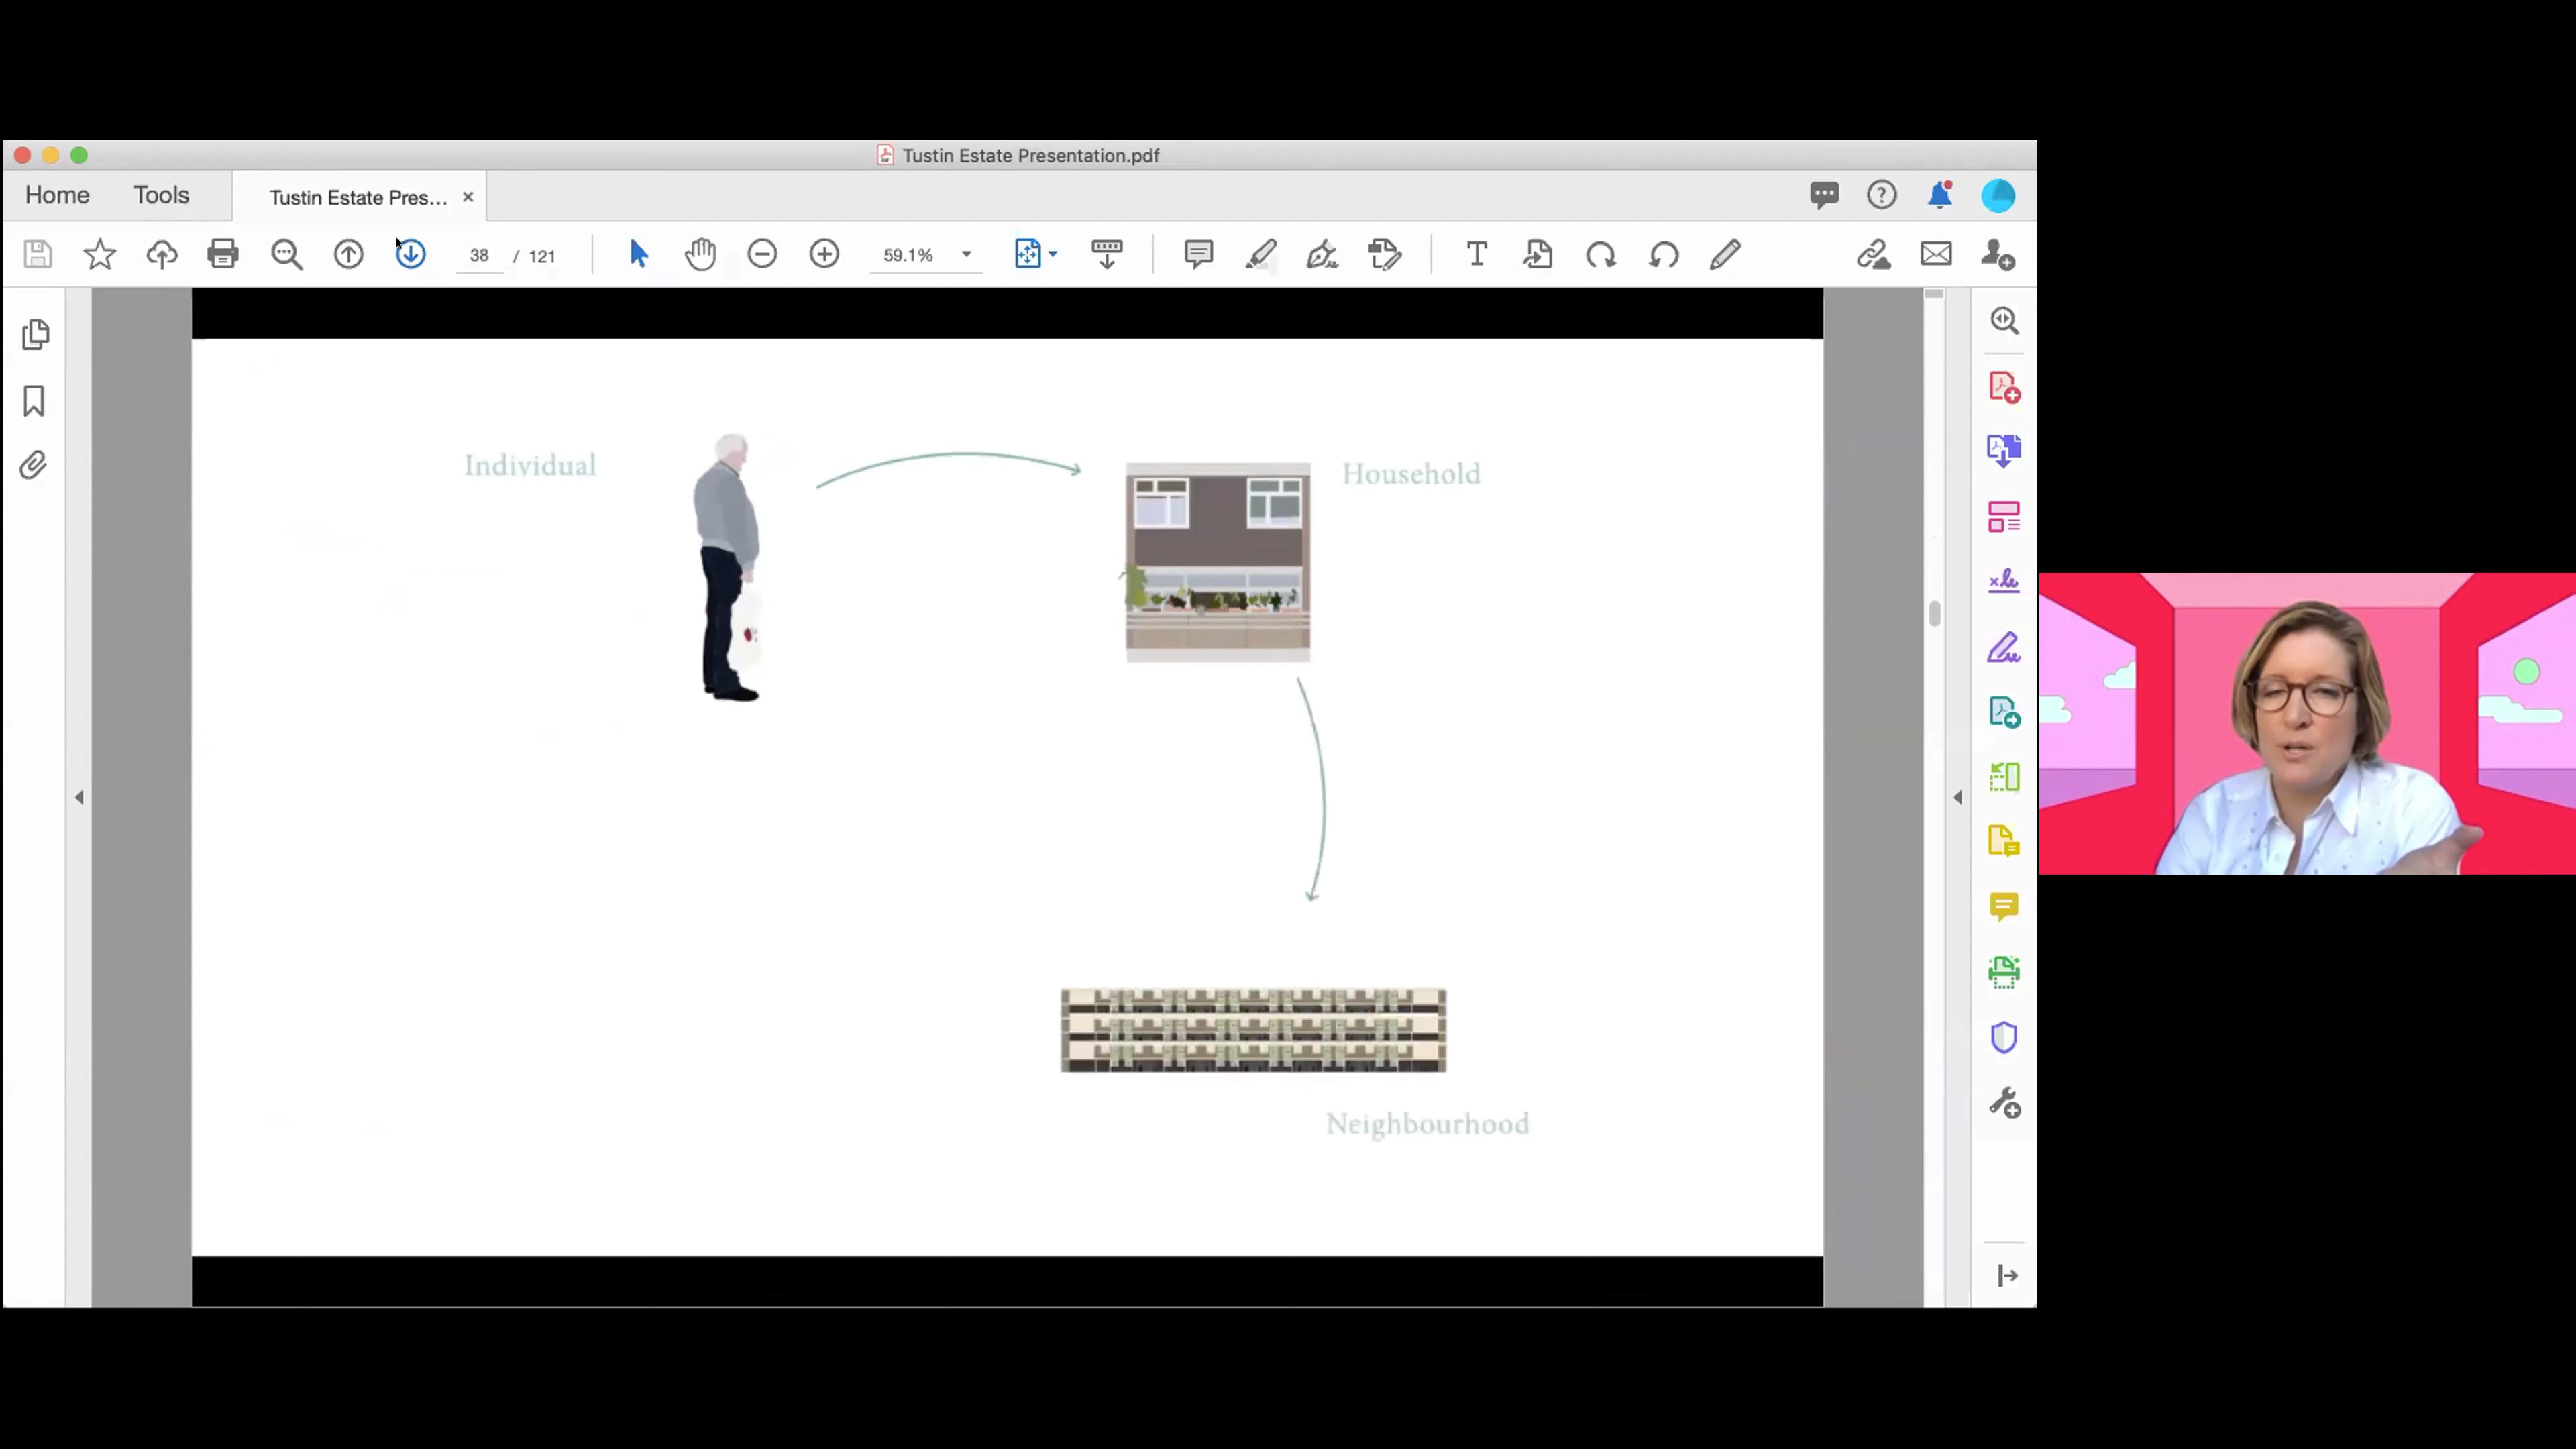 Tustin Estate Presentation.pdf
Home
Tools
Tustin Estate Pres...
38 / 121
59.1%
Individual
Household
Neighbourhood